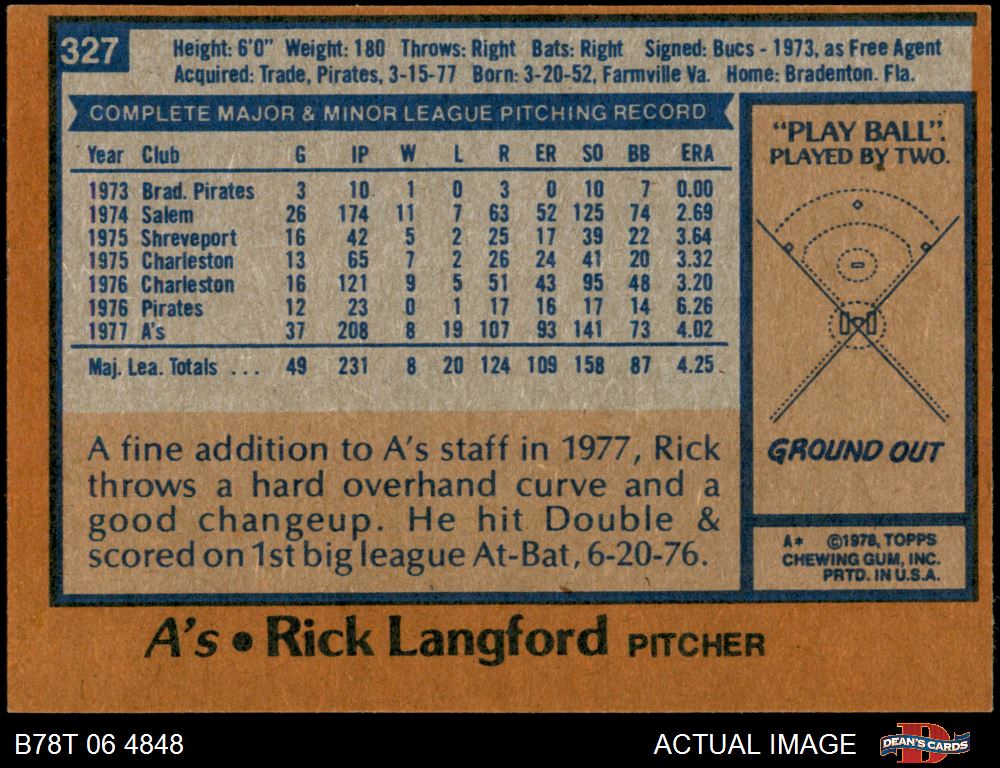 327
Height: 6'0" Weight: 180 Throws: Right Bats: Right Signed: Bucs - 1973, as Free Agent
Acquired: Trade, Pirates, 3-15-77 Born: 3-20-52, Farmville Va. Home: Bradenton. Fla.
COMPLETE MAJOR & MINOR LEAGUE PITCHING RECORD
Year Club G IP W L R ER SO BB ERA
1973 Brad. Pirates 3 10 1 0 3 0 10 7 0.00
1974 Salem 26 174 11 7 63 52 125 74 2.69
1975 Shreveport 16 42 5 2 25 17 39 22 3.64
1975 Charleston 13 65 7 2 26 24 41 20 3.32
1976 Charleston 16 121 9 5 51 43 95 48 3.20
1976 Pirates 12 23 0 1 17 16 17 14 6.26
1977 A's 37 208 8 19 107 93 141 73 4.02
Maj. Lea. Totals ... 49 231 8 20 124 109 158 87 4.25
A fine addition to A's staff in 1977, Rick
throws a hard overhand curve and a
good changeup. He hit Double &
scored on 1st big league At-Bat, 6-20-76.
"PLAY BALL".
PLAYED BY TWO.
GROUND OUT
A* ©1978, TOPPS
CHEWING GUM, INC.
PRTD. IN U.S.A.
A's • Rick Langford PITCHER
B78T 06 4848
ACTUAL IMAGE
DEAN'S CARDS